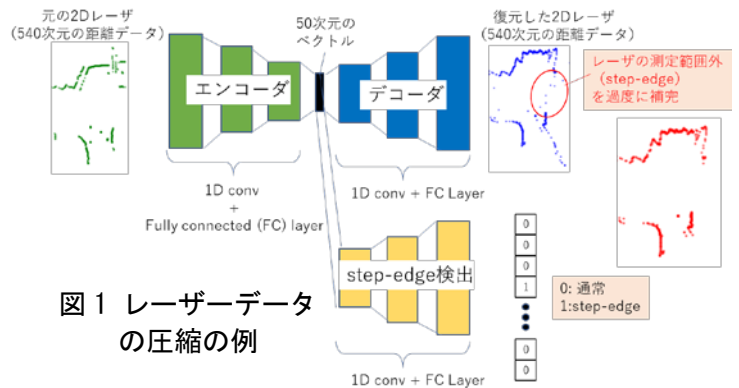 元の2Dレーザ
(540次元の距離データ)
50次元の
ベクトル
復元した2Dレーザ
(540次元の距離データ)
エンコーダ
デコーダ
レーザの測定範囲外
(step-edge)
を過度に補完
1D conv
+
Fully connected (FC) layer
1D conv + FC Layer
step-edge検出
0
0
0
1
0
0
0: 通常
1:step-edge
1D conv + FC Layer
図1 レーザーデータ
の圧縮の例